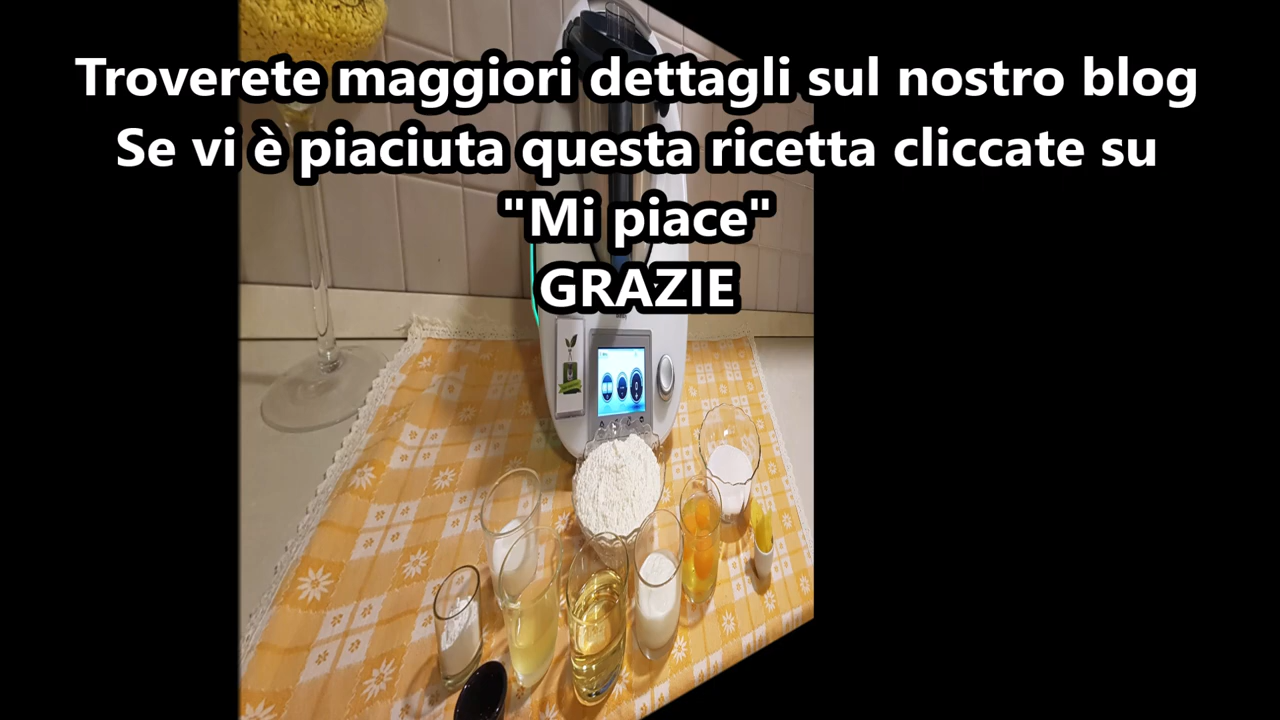 Troverete maggiori dettagli sul nostro blog
Se vi è piaciuta questa ricetta cliccate su
"Mi piace"
GRAZIE